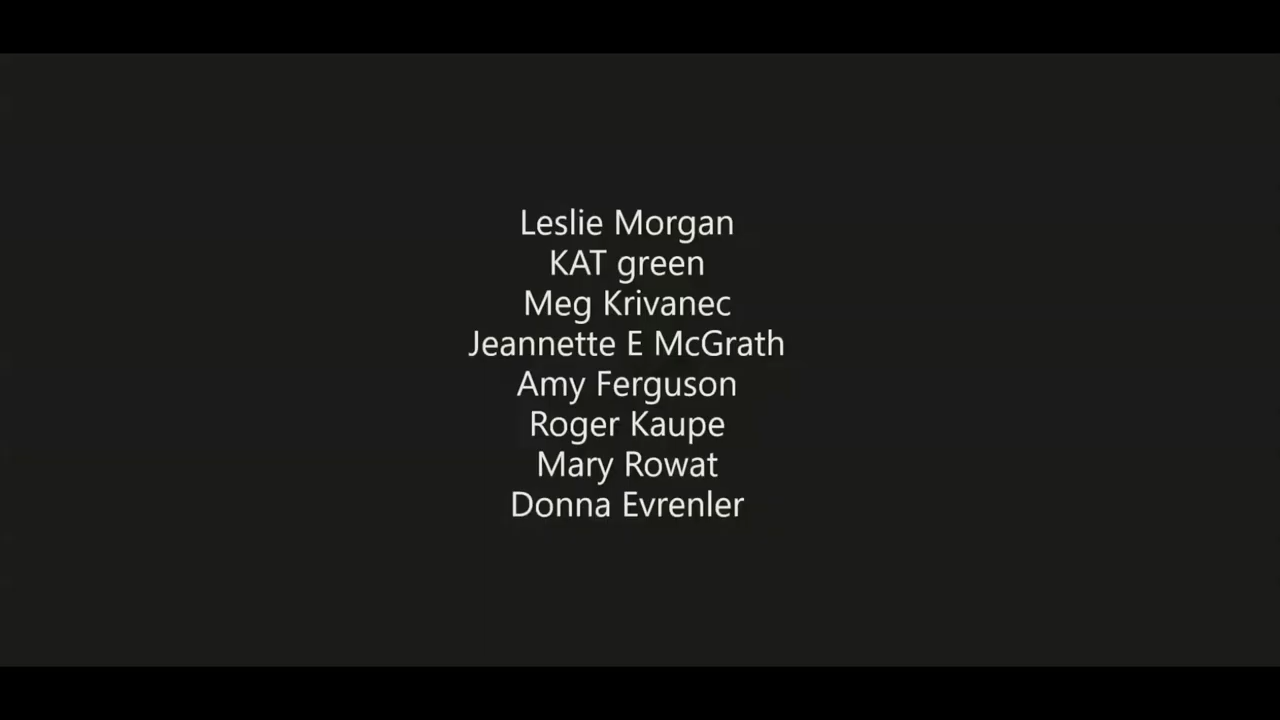 Leslie Morgan
KAT green
Meg Krivanec
Jeannette E McGrath
Amy Ferguson
Roger Kaupe
Mary Rowat
Donna Evrenler